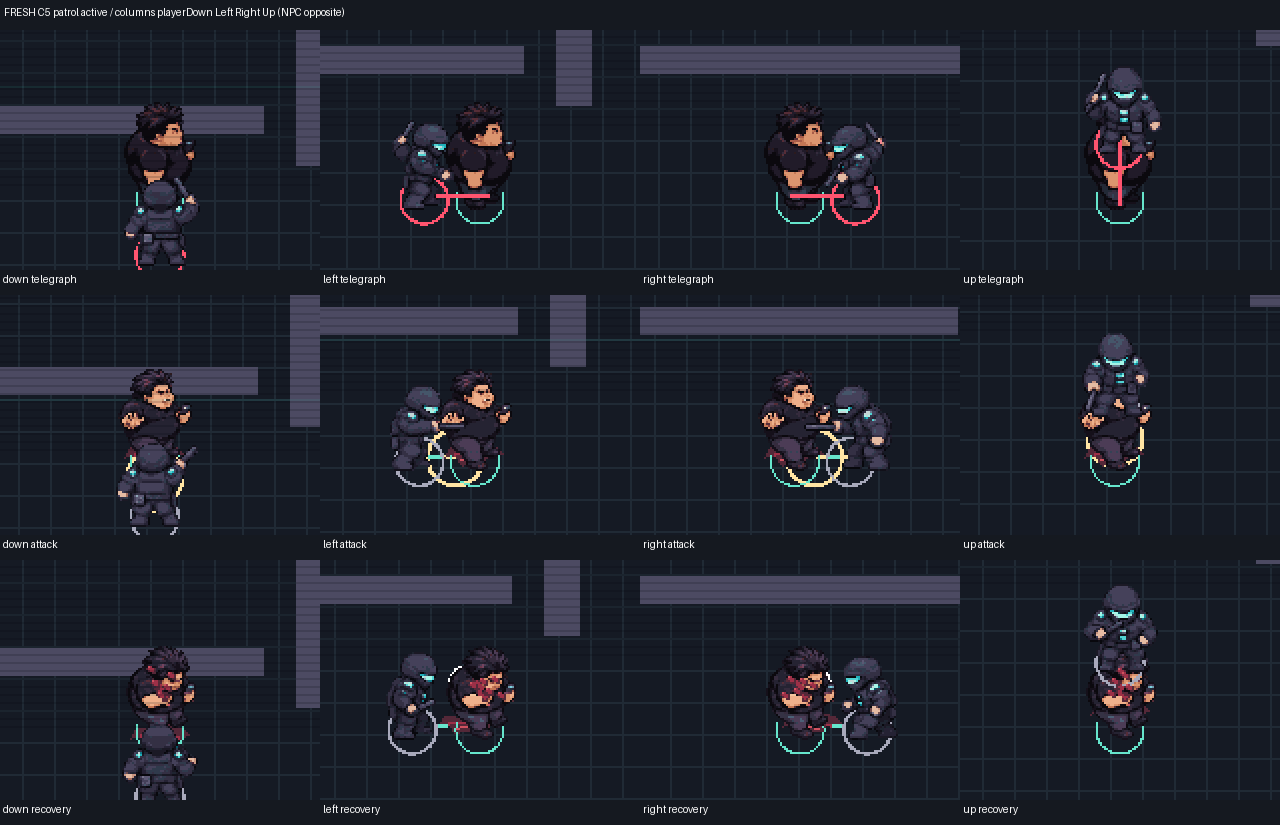 FRESH C5 patrol active / columns playerDown Left Right Up (NPC opposite)
down telegraph
left telegraph
right telegraph
up telegraph
down attack
left attack
right attack
up attack
down recovery
left recovery
right recovery
up recovery